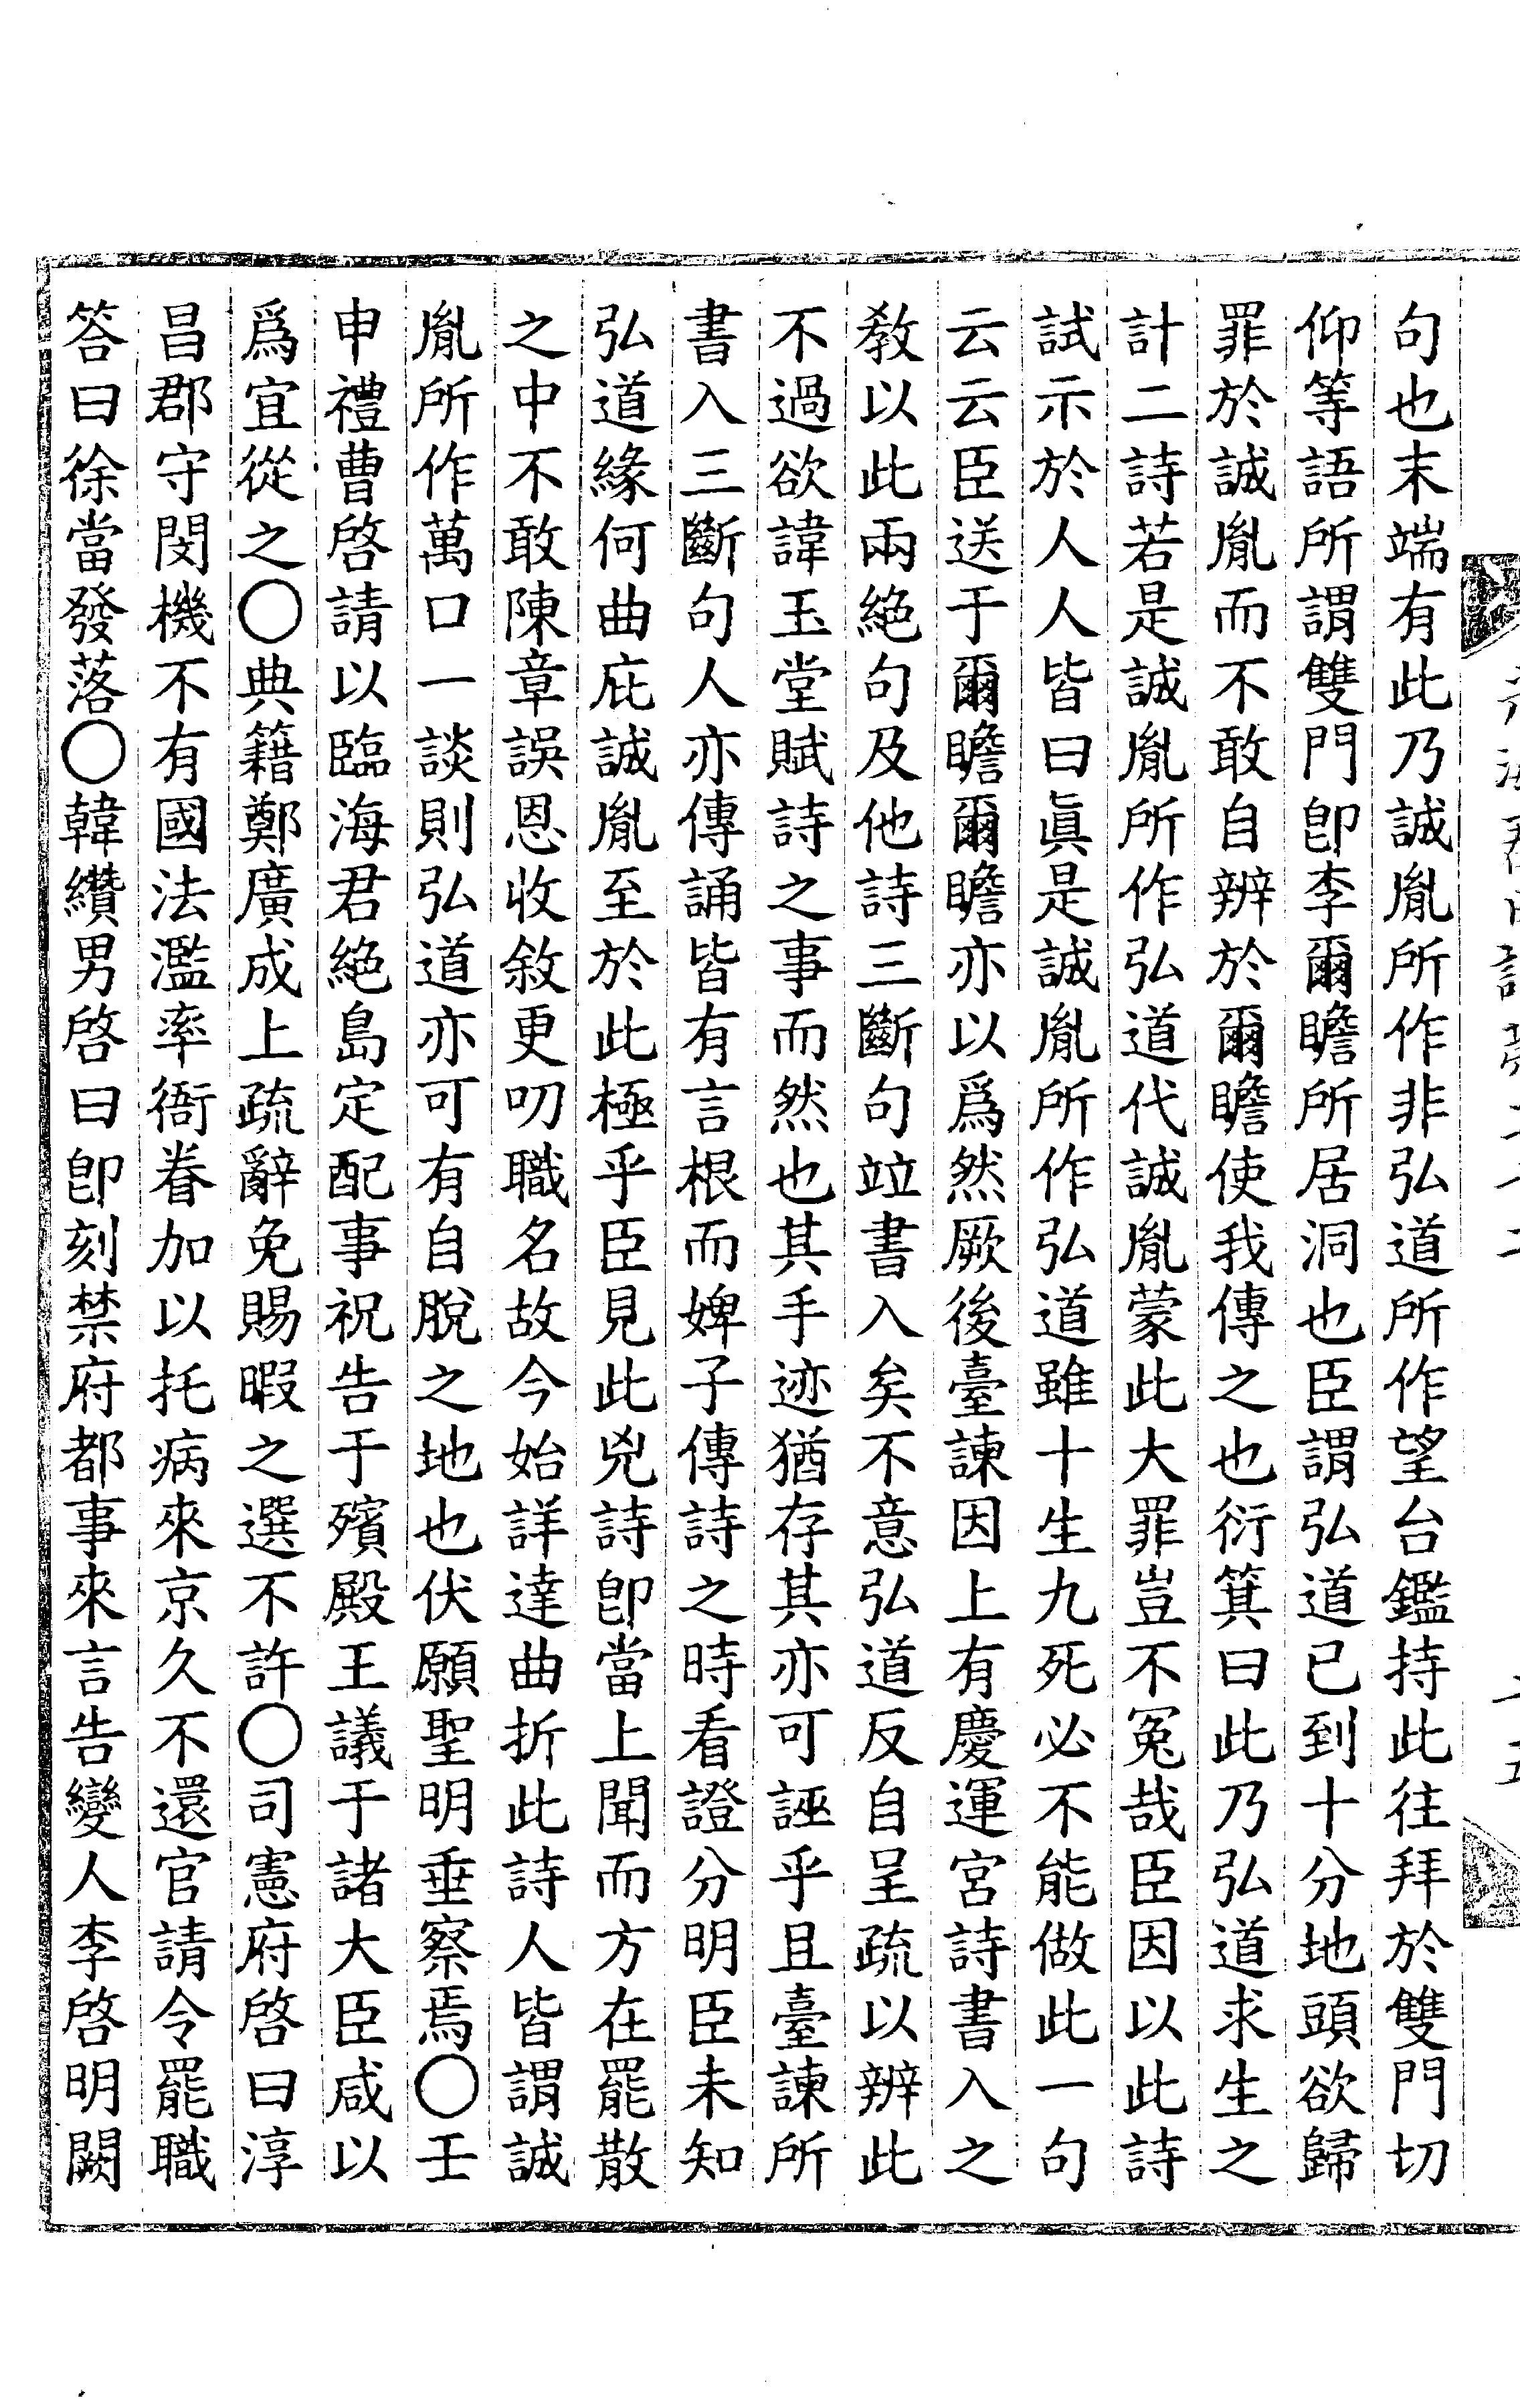 句也末端有此乃誠胤所作非弘道所作望台鑑持此往拜於雙門切
仰等語所謂雙門卽李爾瞻所居洞也臣謂弘道已到十分地頭欲歸
罪於誠胤而不敢自辨於爾瞻使我傳之也衍箕曰此乃弘道求生之
計二詩若是誠胤所作弘道代誠胤蒙此大罪豈不冤哉臣因以此詩
試示於人人皆曰眞是誠胤所作弘道雖十生九死必不能做此一句
云云臣送于爾瞻爾瞻亦以爲然厥後臺諫因上有慶運宮詩書入之
敎以此兩絕句及他詩三斷句竝書入矣不意弘道反自呈疏以辨此
不過欲諱玉堂賦詩之事而然也其手迹猶存其亦可誣乎且臺諫所
書入三斷句人亦傳誦皆有言根而婢子傳詩之時看證分明臣未知
弘道緣何曲庇誠胤至於此極乎臣見此兇詩卽當上聞而方在罷散
之中不敢陳章誤恩收敘更叨職名故今始詳達曲折此詩人皆謂誠
胤所作萬口一談則弘道亦可有自脫之地也伏願聖明垂察焉○壬
申禮曹啓請以臨海君絕島定配事祝告于殯殿王議于諸大臣咸以
爲宜從之○典籍鄭廣成上疏辭免賜暇之選不許○司憲府啓曰淳
昌郡守閔機不有國法濫率衙眷加以托病來京久不還官請令罷職
答曰徐當發落○韓纘男啓曰卽刻禁府都事來言告變人李啓明闕